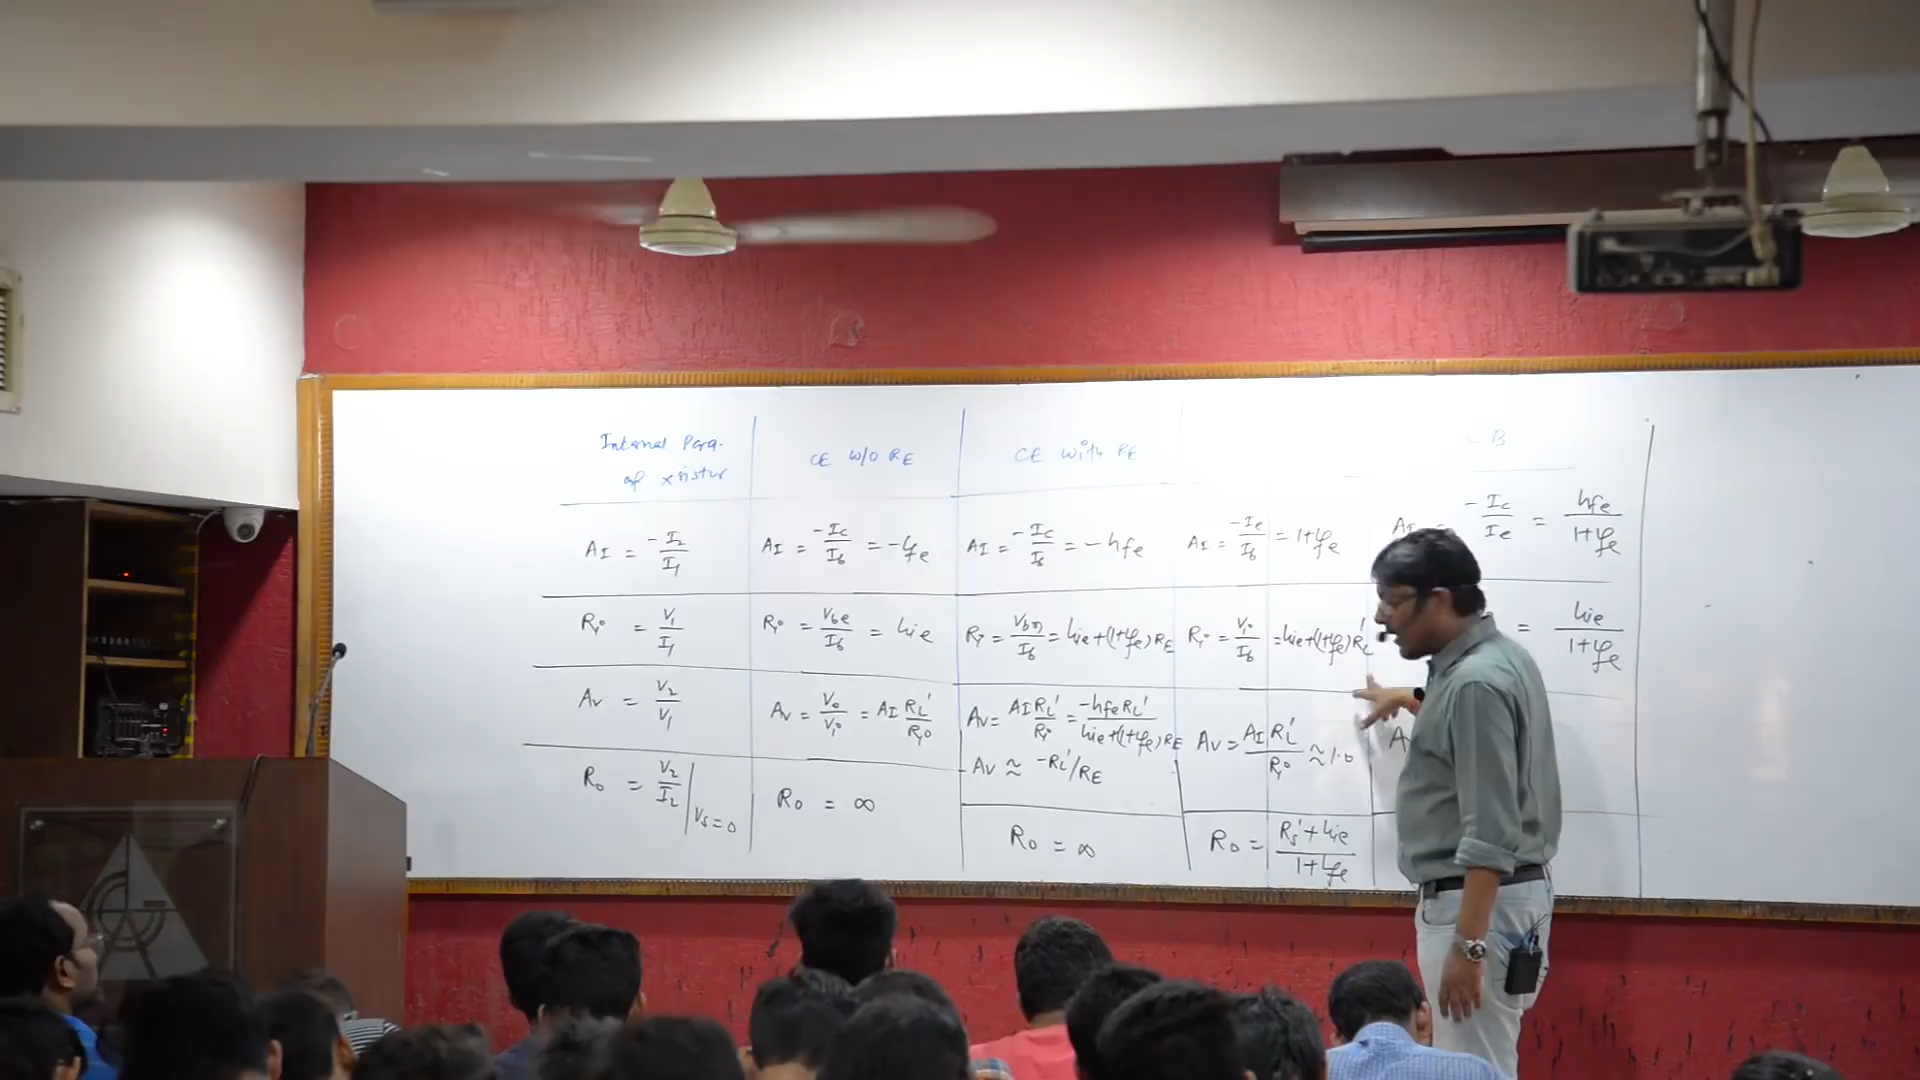 Internal Para.
of xsistor
AI = -I2/I1
Ri = V1/I1
Av = V2/V1
Ro = V2/I2 | Vs=0
CE w/o RE
AI = -Ic/Ib = -hfe
Ri = Vbe/Ib = hie
Av = Vo/Vi = AI RL'/Ri
Ro = ∞
CE with RE
AI = -Ic/Ib = -hfe
Ri = Vbn/Ib = hie+(1+hfe)RE
Av = AI RL'/Ri = -hfe RL'/hie+(1+hfe)RE
Av ≈ -RL'/RE
Ro = ∞
AI = -Ie/Ib = 1+hfe
Ri = Vi/Ib = hie+(1+hfe)RL'
Av = AI RL'/Ri ≈ 1.0
Ro = Rs'+hie/1+hfe
CB
AI = -Ic/Ie = hfe/1+hfe
= hie/1+hfe
A